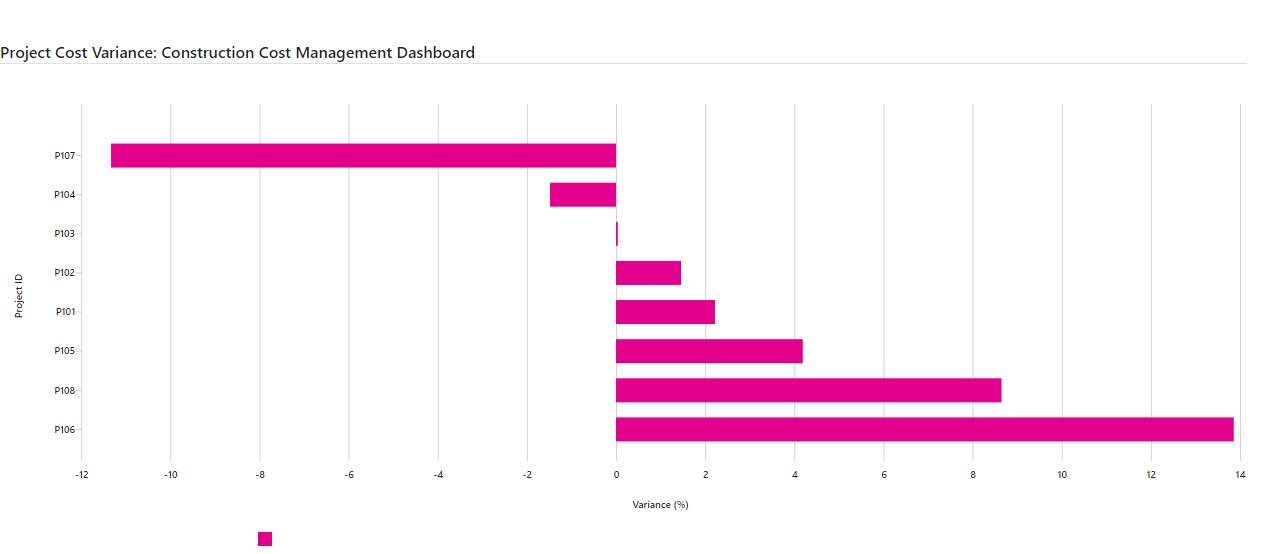 Project Cost Variance: Construction Cost Management Dashboard
P107
P104
P103
P102
P101
P105
P108
P106
Project ID
-12 -10 -8 -6 -4 -2 0 2 4 6 8 10 12 14
Variance (%)